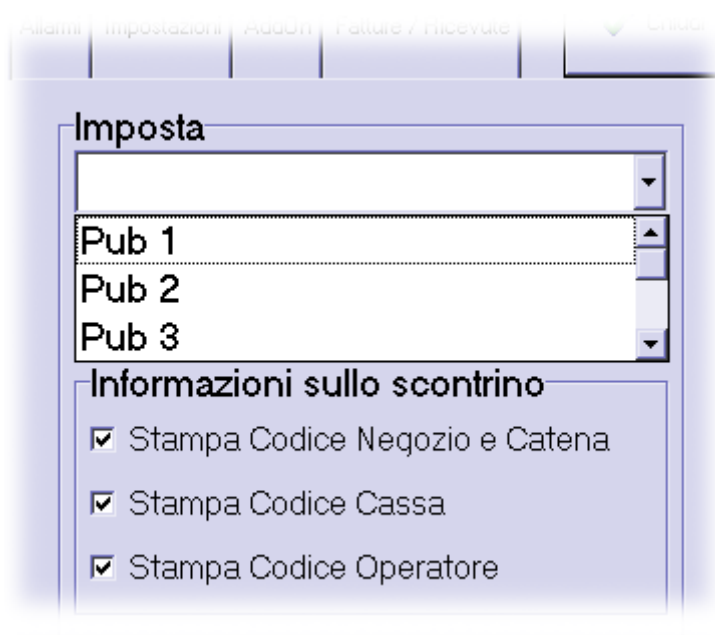 Allarmi Impostazioni AddOn Fatture / Ricevute Chiudi
Imposta
Pub 1
Pub 2
Pub 3
Informazioni sullo scontrino
Stampa Codice Negozio e Catena
Stampa Codice Cassa
Stampa Codice Operatore